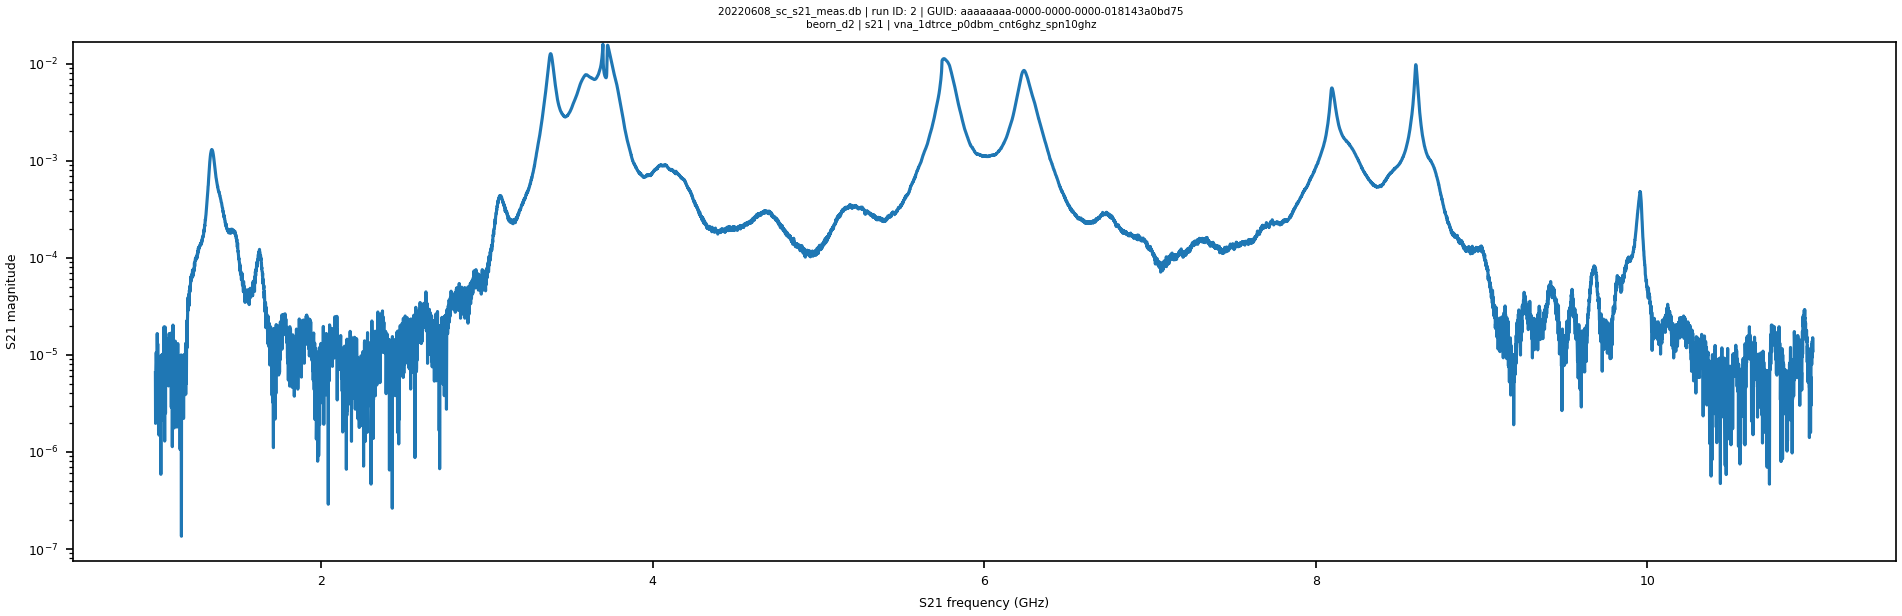 20220608_sc_s21_meas.db | run ID: 2 | GUID: aaaaaaaa-0000-0000-0000-018143a0bd75
beorn_d2 | s21 | vna_1dtrce_p0dbm_cnt6ghz_spn10ghz
S21 magnitude
10⁻²
10⁻³
10⁻⁴
10⁻⁵
10⁻⁶
10⁻⁷
2 4 6 8 10
S21 frequency (GHz)